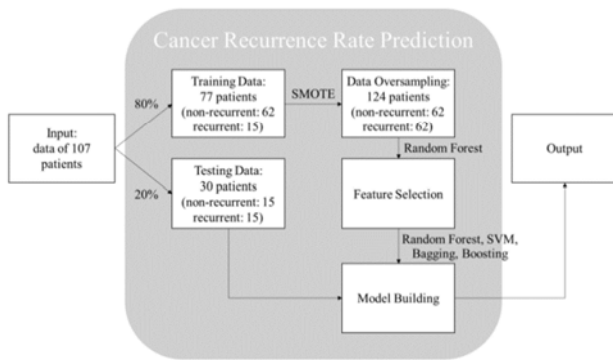 Cancer Recurrence Rate Prediction
Input:
data of 107
patients
80%
20%
Training Data:
77 patients
(non-recurrent: 62
recurrent: 15)
SMOTE
Data Oversampling:
124 patients
(non-recurrent: 62
recurrent: 62)
Random Forest
Testing Data:
30 patients
(non-recurrent: 15
recurrent: 15)
Feature Selection
Random Forest, SVM,
Bagging, Boosting
Model Building
Output